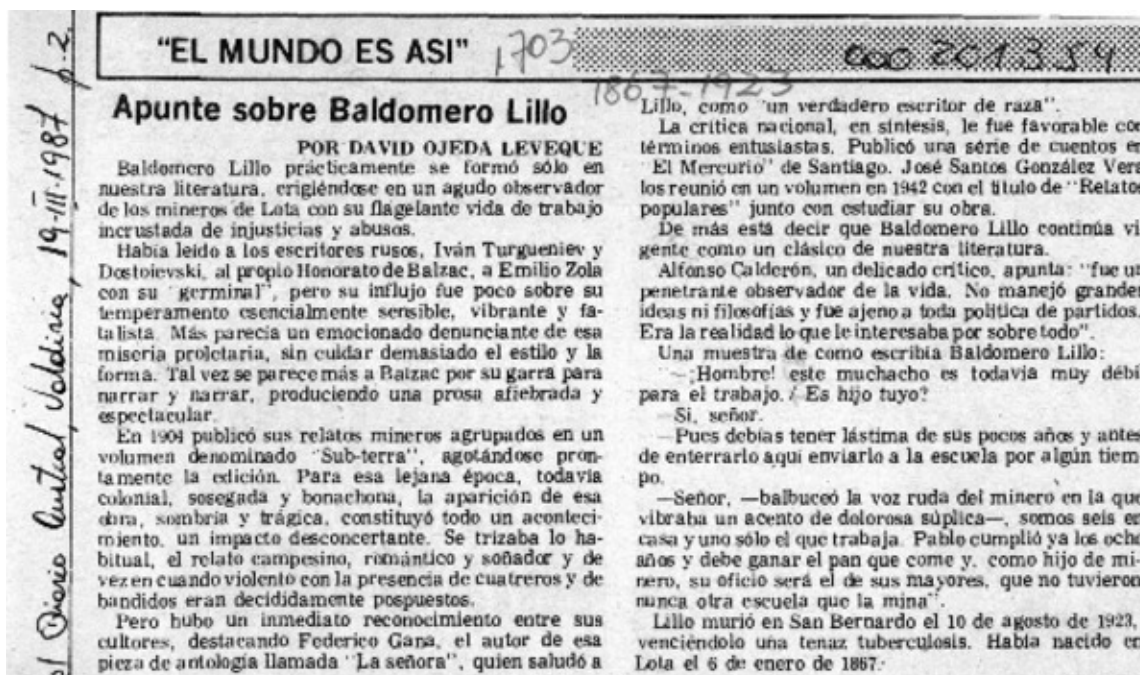 "EL MUNDO ES ASI"
1703
000 201.354
1867-1923
Diario Austral, Valdivia, 19-III-1987 p.2.
Apunte sobre Baldomero Lillo
POR DAVID OJEDA LEVEQUE
Baldomero Lillo prácticamente se formó sólo en
nuestra literatura, erigiéndose en un agudo observador
de los mineros de Lota con su flagelante vida de trabajo
incrustada de injusticias y abusos.
Había leído a los escritores rusos, Iván Turgueniev y
Dostoievski, al propio Honorato de Balzac, a Emilio Zola
con su "germinal", pero su influjo fue poco sobre su
temperamento esencialmente sensible, vibrante y fa-
talista. Más parecía un emocionado denunciante de esa
miseria proletaria, sin cuidar demasiado el estilo y la
forma. Tal vez se parece más a Balzac por su garra para
narrar y narrar, produciendo una prosa afiebrada y
espectacular.
En 1904 publicó sus relatos mineros agrupados en un
volumen denominado "Sub-terra", agotándose pron-
tamente la edición. Para esa lejana época, todavía
colonial, sosegada y bonachona, la aparición de esa
obra, sombría y trágica, constituyó todo un aconteci-
miento, un impacto desconcertante. Se trizaba lo ha-
bitual, el relato campesino, romántico y soñador y de
vez en cuando violento con la presencia de cuatreros y de
bandidos eran decididamente pospuestos.
Pero hubo un inmediato reconocimiento entre sus
cultores, destacando Federico Gana, el autor de esa
pieza de antología llamada "La señora", quien saludó a
Lillo, como "un verdadero escritor de raza".
La crítica nacional, en síntesis, le fue favorable con
términos entusiastas. Publicó una série de cuentos en
"El Mercurio" de Santiago. José Santos González Vera
los reunió en un volumen en 1942 con el título de "Relatos
populares" junto con estudiar su obra.
De más está decir que Baldomero Lillo continúa vi
gente como un clásico de nuestra literatura.
Alfonso Calderón, un delicado crítico, apunta: "fue un
penetrante observador de la vida. No manejó grandes
ideas ni filosofías y fue ajeno a toda política de partidos.
Era la realidad lo que le interesaba por sobre todo".
Una muestra de como escribía Baldomero Lillo:
"—¡Hombre! este muchacho es todavía muy débi
para el trabajo. ¿Es hijo tuyo?
—Si, señor.
—Pues debías tener lástima de sus pocos años y antes
de enterrarlo aquí enviarlo a la escuela por algún tiem
po.
—Señor, —balbuceó la voz ruda del minero en la que
vibraba un acento de dolorosa súplica—, somos seis en
casa y uno sólo el que trabaja. Pablo cumplió ya los ocho
años y debe ganar el pan que come y, como hijo de mi-
nero, su oficio será el de sus mayores, que no tuvieron
nunca otra escuela que la mina".
Lillo murió en San Bernardo el 10 de agosto de 1923,
venciéndolo una tenaz tuberculosis. Había nacido en
Lota el 6 de enero de 1867.